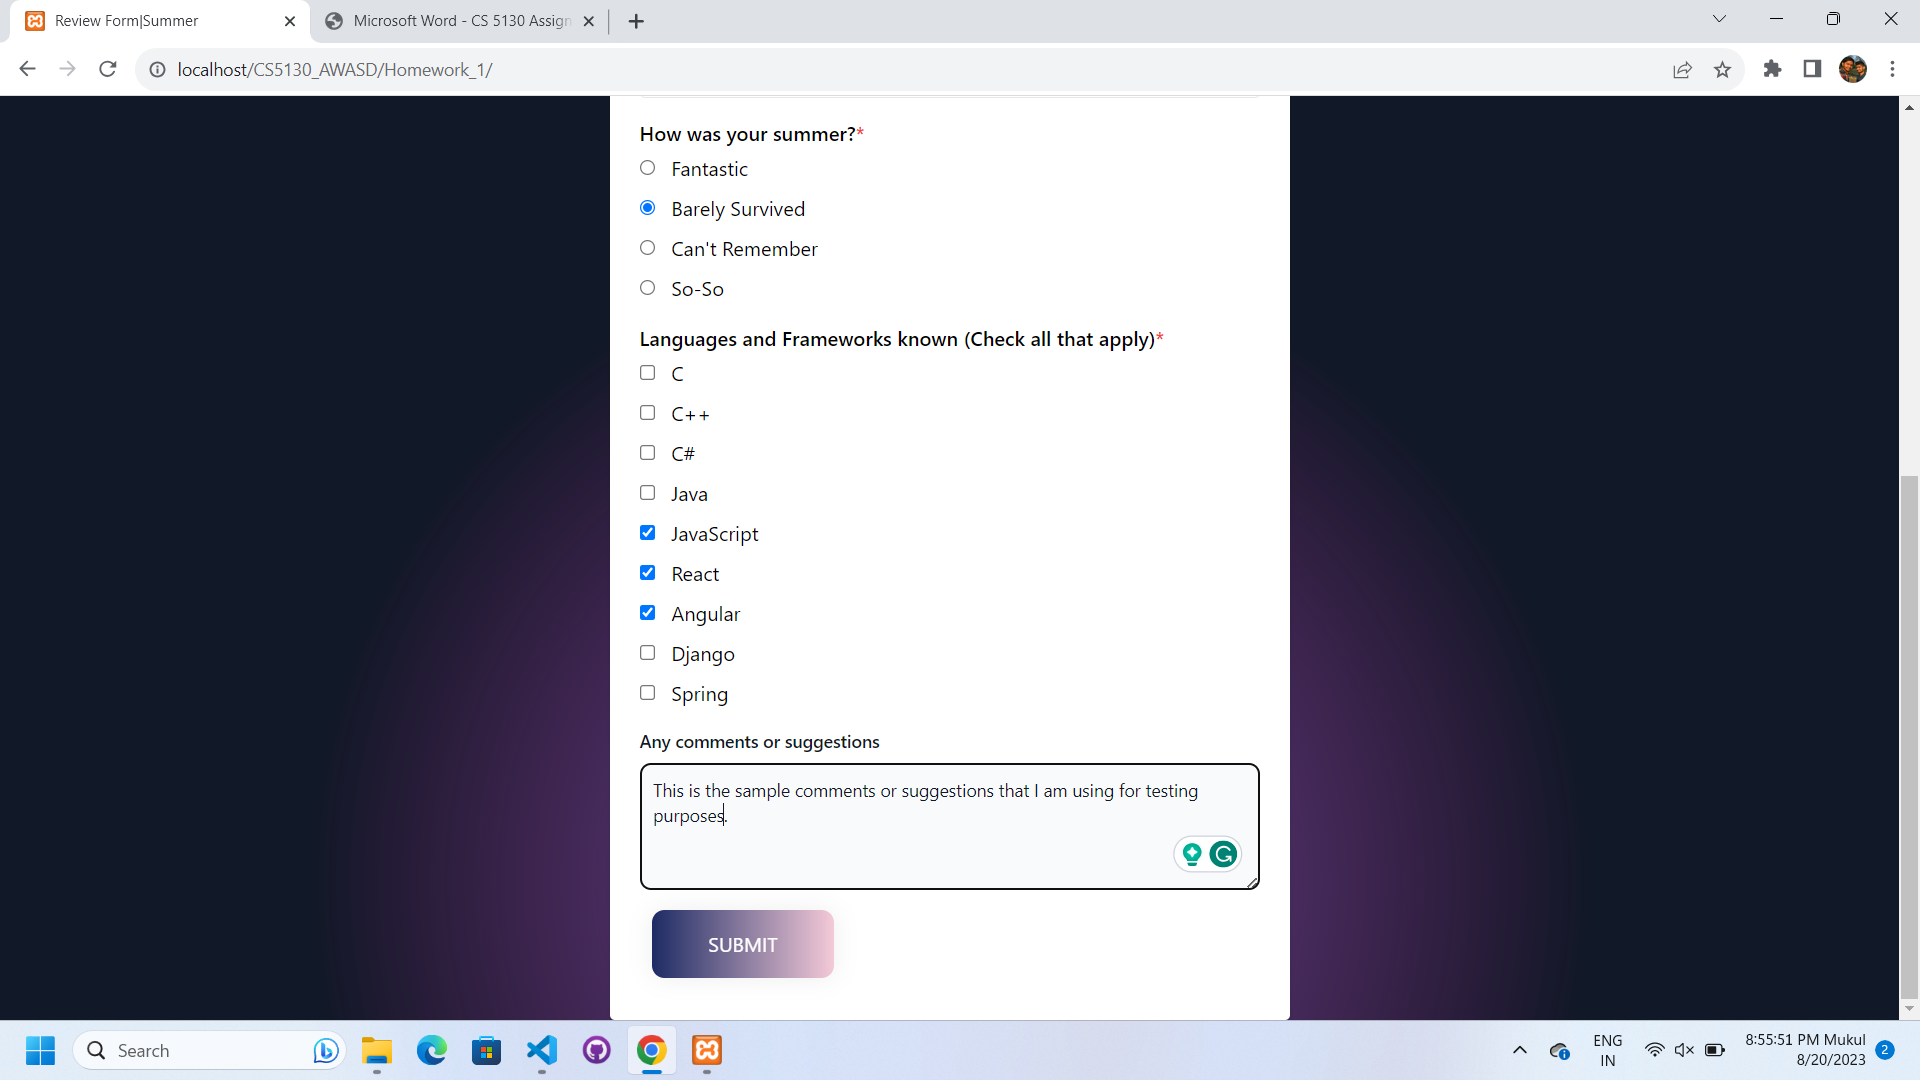 Review Form|Summer
Microsoft Word - CS 5130 Assign
localhost/CS5130_AWASD/Homework_1/
How was your summer?*
Fantastic
Barely Survived
Can't Remember
So-So
Languages and Frameworks known (Check all that apply)*
C
C++
C#
Java
JavaScript
React
Angular
Django
Spring
Any comments or suggestions
This is the sample comments or suggestions that I am using for testing
purposes.
SUBMIT
Search
ENG
IN
8:55:51 PM Mukul
8/20/2023
2